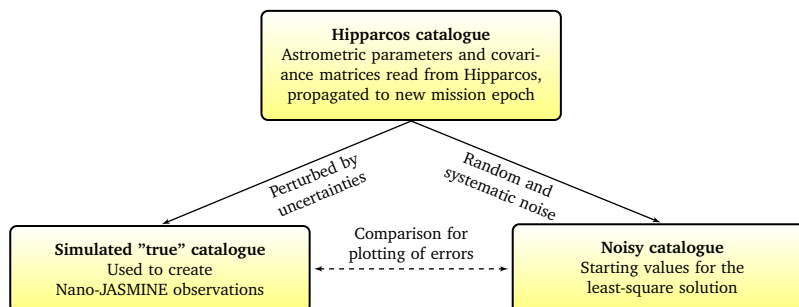 Hipparcos catalogue
Astrometric parameters and covari-
ance matrices read from Hipparcos,
propagated to new mission epoch
Perturbed by
uncertainties
Random and
systematic noise
Simulated ”true” catalogue
Used to create
Nano-JASMINE observations
Comparison for
plotting of errors
Noisy catalogue
Starting values for the
least-square solution